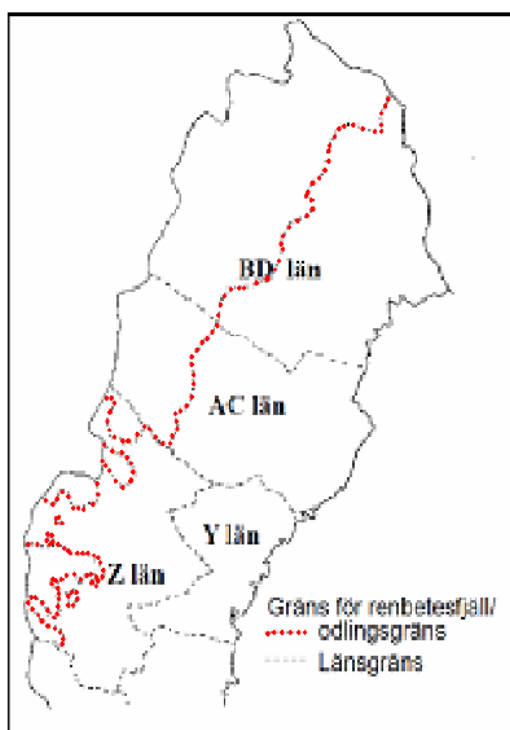 BD län
AC län
Y län
Z län
Gräns för renbetesfjäll/
odlingsgräns
Länsgräns